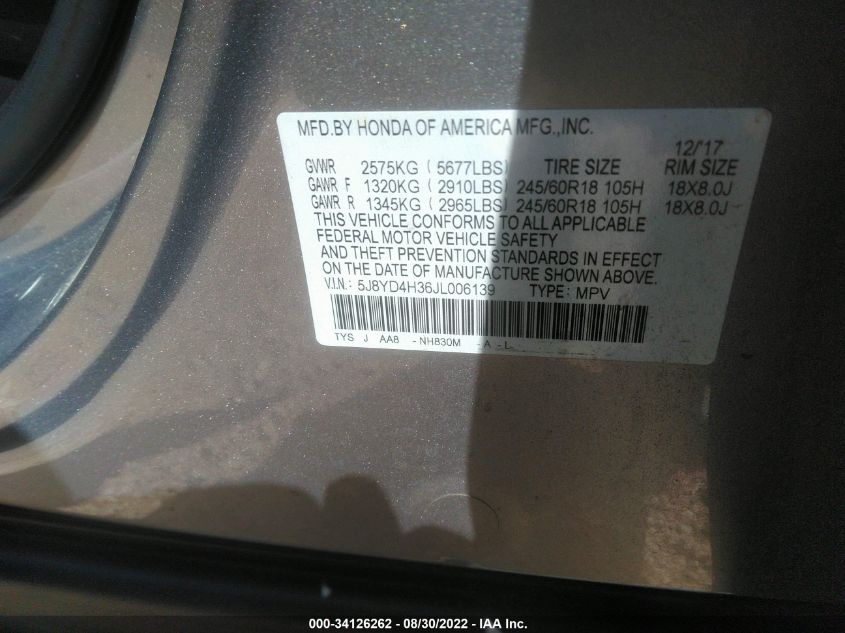 MFD.BY HONDA OF AMERICA MFG.,INC.
12/'17
GVWR 2575KG ( 5677LBS) TIRE SIZE RIM SIZE
GAWR F 1320KG ( 2910LBS) 245/60R18 105H 18X8.0J
GAWR R 1345KG ( 2965LBS) 245/60R18 105H 18X8.0J
THIS VEHICLE CONFORMS TO ALL APPLICABLE
FEDERAL MOTOR VEHICLE SAFETY
AND THEFT PREVENTION STANDARDS IN EFFECT
ON THE DATE OF MANUFACTURE SHOWN ABOVE.
V.I.N.: 5J8YD4H36JL006139 TYPE: MPV
TYS J AA8 - NH830M - A - L
000-34126262 - 08/30/2022 - IAA Inc.